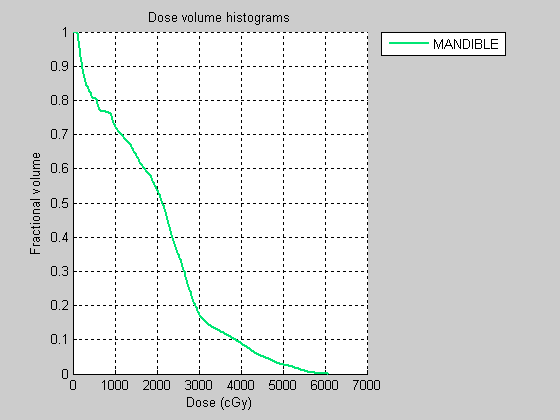 Dose volume histograms
MANDIBLE
Fractional volume
1
0.9
0.8
0.7
0.6
0.5
0.4
0.3
0.2
0.1
0
0 1000 2000 3000 4000 5000 6000 7000
Dose (cGy)